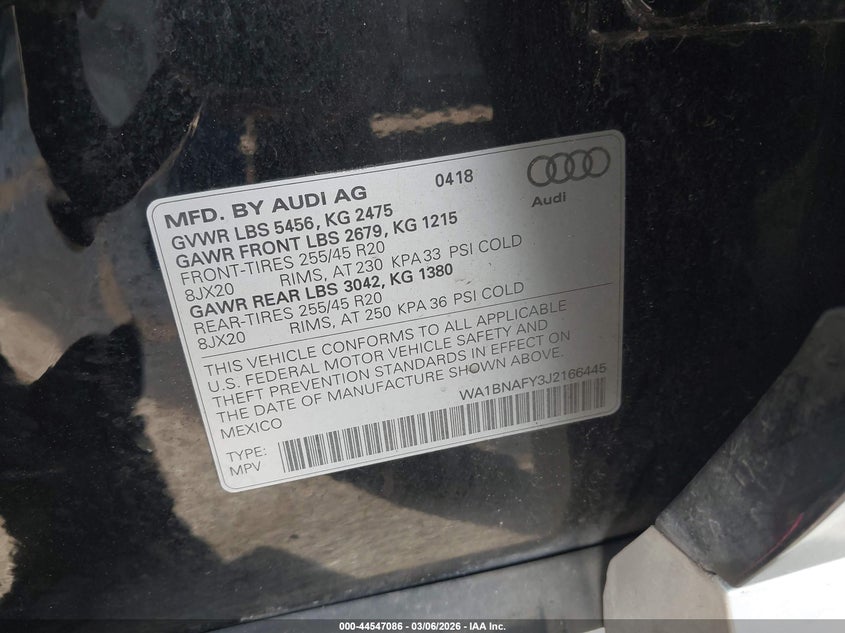 MFD. BY AUDI AG 0418
Audi
GVWR LBS 5456, KG 2475
GAWR FRONT LBS 2679, KG 1215
FRONT-TIRES 255/45 R20
8JX20 RIMS, AT 230 KPA 33 PSI COLD
GAWR REAR LBS 3042, KG 1380
REAR-TIRES 255/45 R20
8JX20 RIMS, AT 250 KPA 36 PSI COLD
THIS VEHICLE CONFORMS TO ALL APPLICABLE
U.S. FEDERAL MOTOR VEHICLE SAFETY AND
THEFT PREVENTION STANDARDS IN EFFECT ON
THE DATE OF MANUFACTURE SHOWN ABOVE.
MEXICO WA1BNAFY3J2166445
TYPE:
MPV
000-44547086 - 03/06/2026 - IAA Inc.